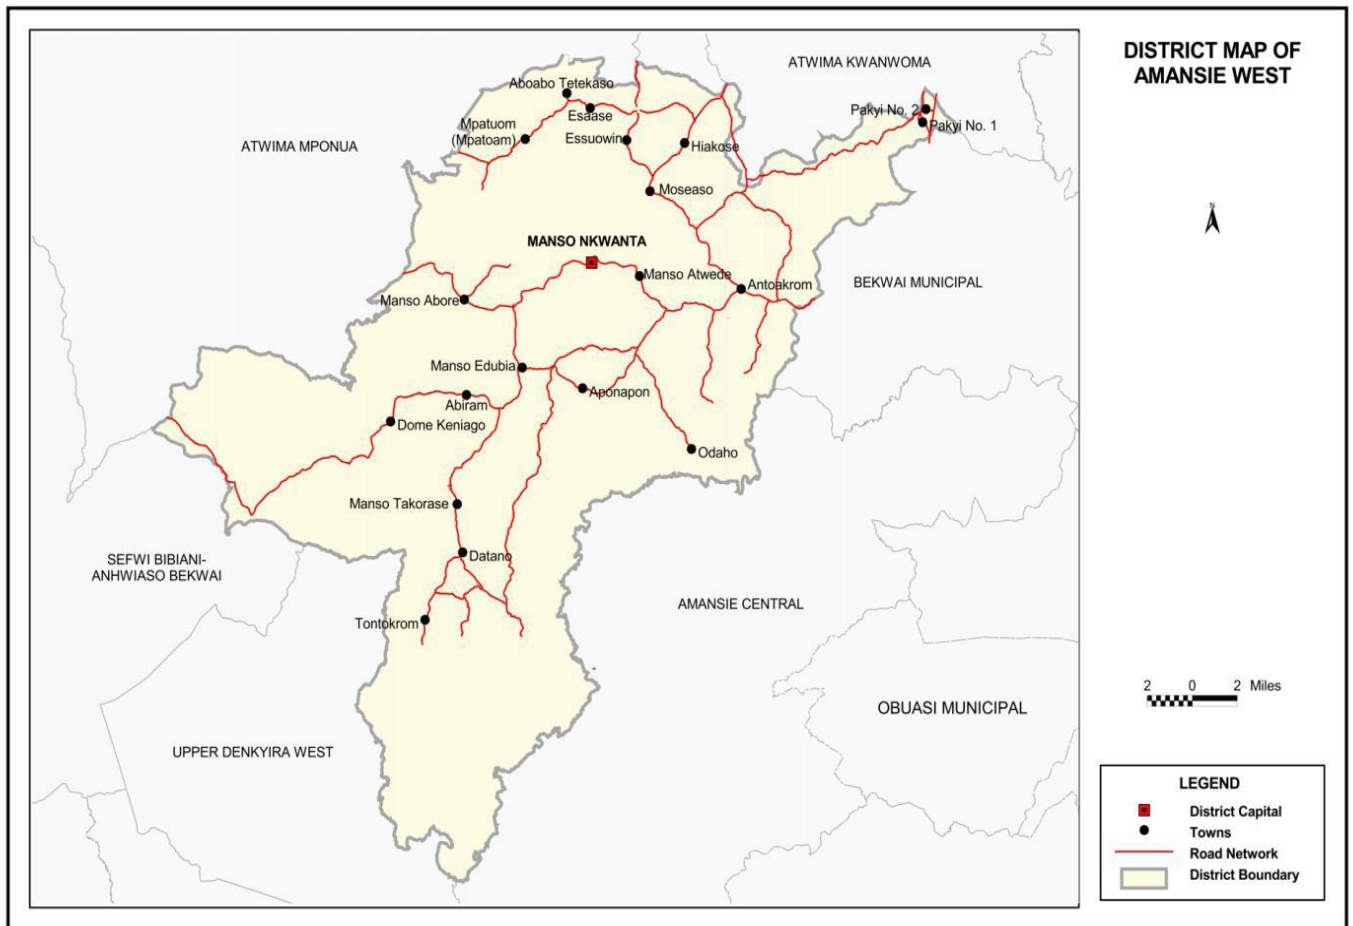 DISTRICT MAP OF
AMANSIE WEST
ATWIMA KWANWOMA
Aboabo Tetekaso
Esaase
Pakyi No. 2
Pakyi No. 1
Mpatuom
(Mpatoam)
Essuowin
Hiakose
ATWIMA MPONUA
Moseaso
N
MANSO NKWANTA
Manso Atwede
Antoakrom
BEKWAI MUNICIPAL
Manso Abore
Manso Edubia
Aponapon
Abiram
Dome Keniago
Odaho
Manso Takorase
Datano
SEFWI BIBIANI-
ANHWIASO BEKWAI
AMANSIE CENTRAL
Tontokrom
2 0 2 Miles
OBUASI MUNICIPAL
UPPER DENKYIRA WEST
LEGEND
District Capital
Towns
Road Network
District Boundary